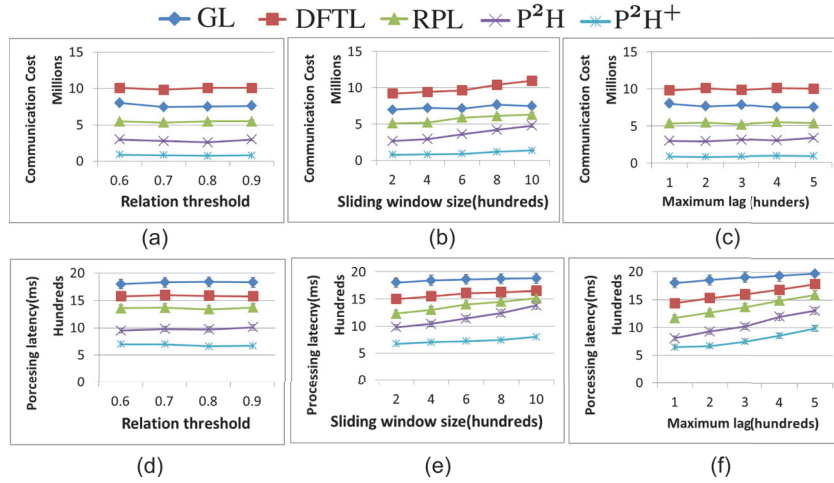 GL DFTL RPL P²H P²H⁺
Communication Cost
Millions
15
10
5
0
0.6 0.7 0.8 0.9
Relation threshold
(a)
Communication Cost
Millions
15
10
5
0
2 4 6 8 10
Sliding window size(hundreds)
(b)
Communication Cost
Millions
15
10
5
0
1 2 3 4 5
Maximum lag (hunders)
(c)
Porcesing latency(ms)
Hundreds
20
15
10
5
0
0.6 0.7 0.8 0.9
Relation threshold
(d)
Processing latecny(ms)
Hundreds
20
15
10
5
0
2 4 6 8 10
Sliding window size(hundreds)
(e)
Porcessing latency(ms)
Hundreds
20
15
10
5
0
1 2 3 4 5
Maximum lag(hundreds)
(f)